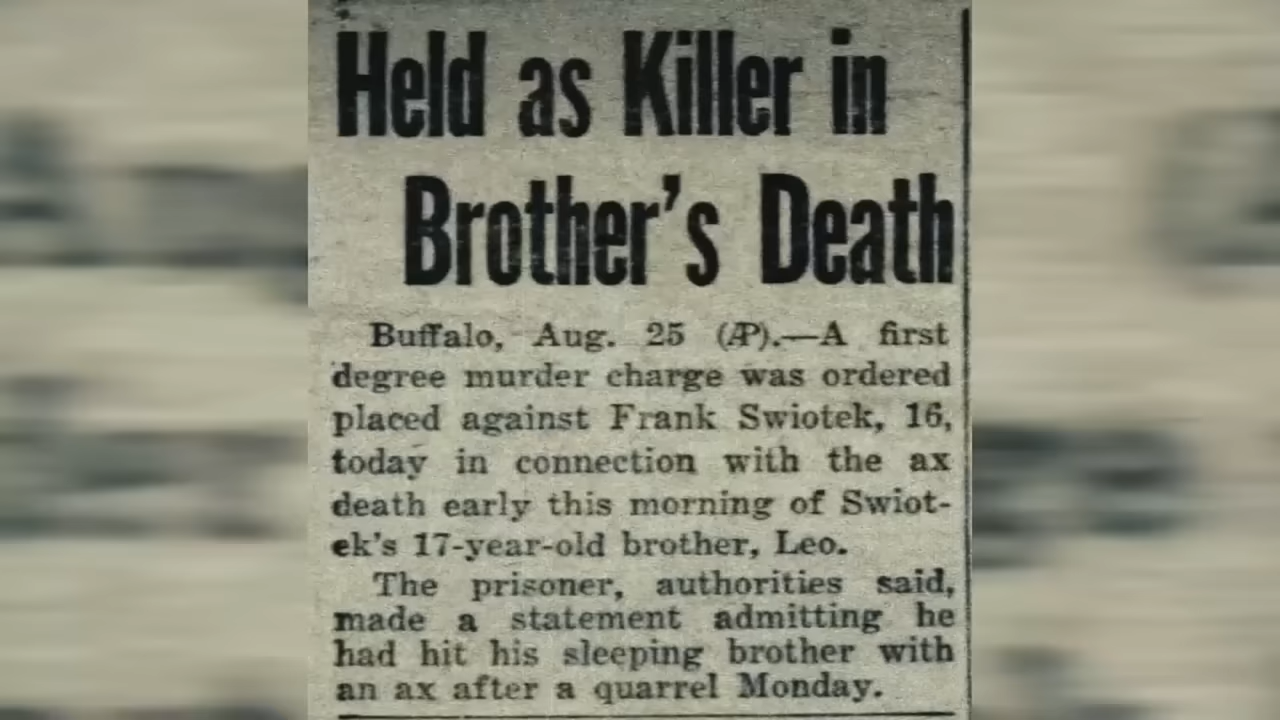 Held as Killer in
Brother's Death
Buffalo, Aug. 25 (AP).—A first
degree murder charge was ordered
placed against Frank Swiotek, 16,
today in connection with the ax
death early this morning of Swiot-
ek's 17-year-old brother, Leo.
The prisoner, authorities said,
made a statement admitting he
had hit his sleeping brother with
an ax after a quarrel Monday.